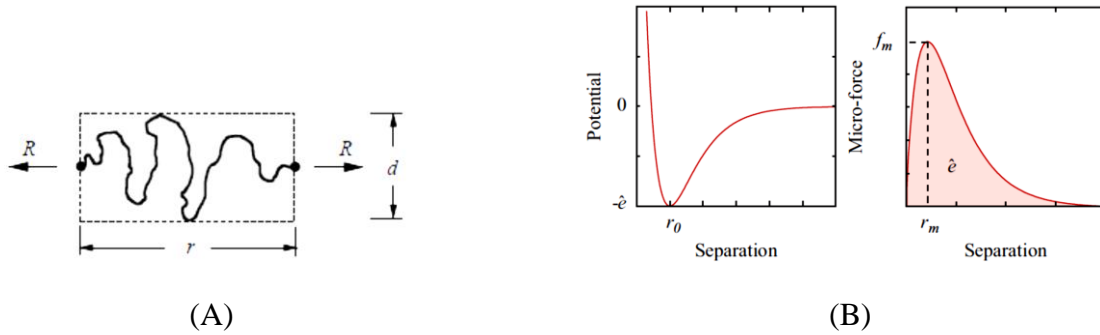 R
R
d
r
(A)
Potential
0
-ê
r₀
Separation
Micro-force
fₘ
ê
rₘ
Separation
(B)